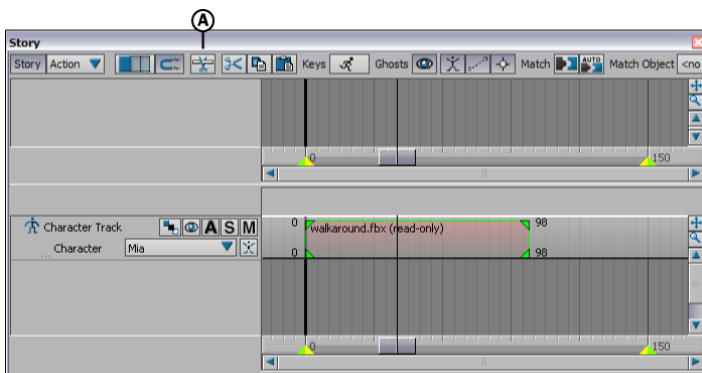 A
Story
Story Action Keys Ghosts Match AUTO Match Object <no
0 150
Character Track A S M 0 walkaround.fbx (read-only) 98
Character Mia 0 98
0 150